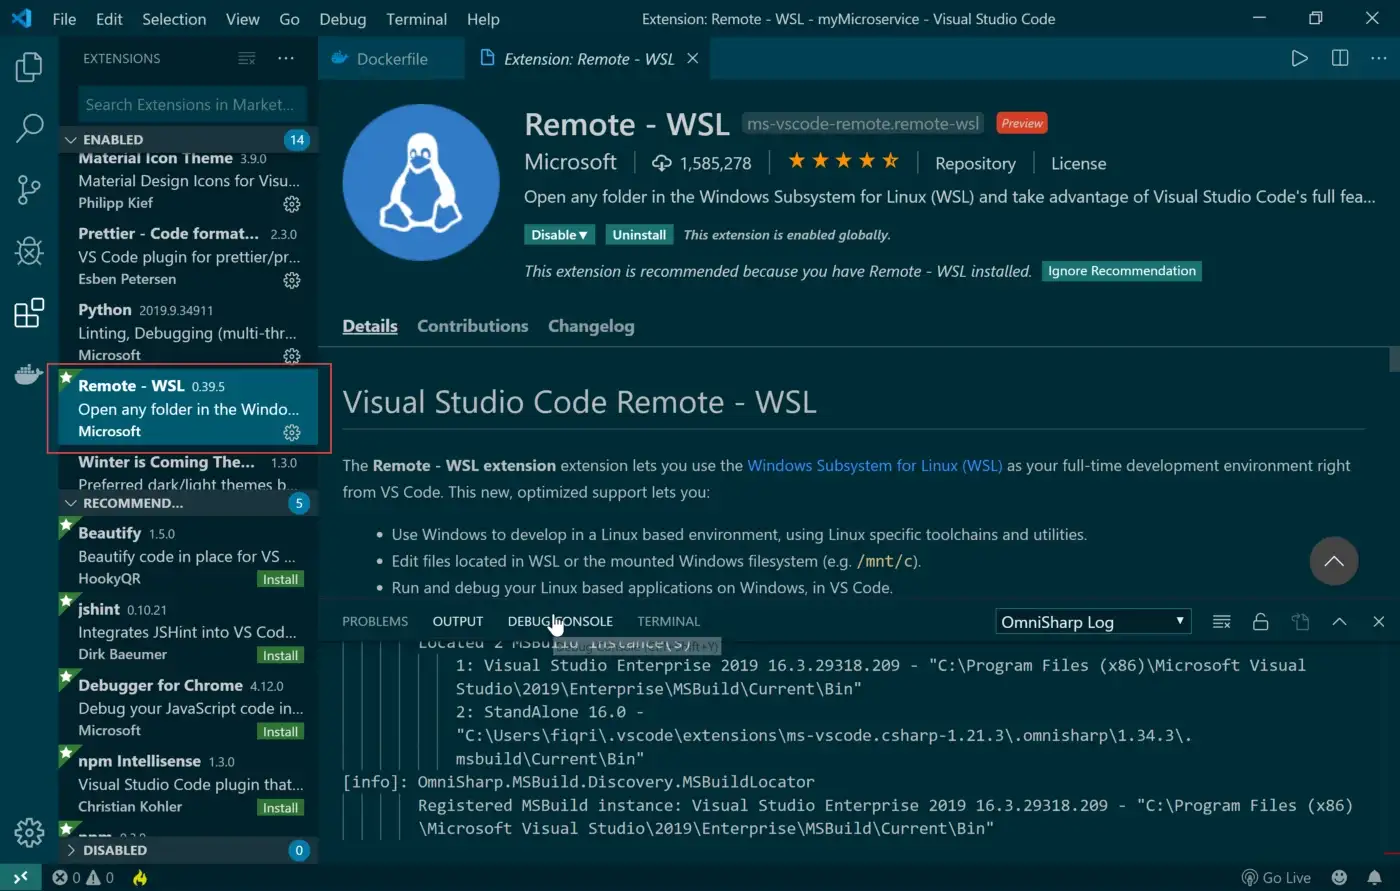 File Edit Selection View Go Debug Terminal Help
Extension: Remote - WSL - myMicroservice - Visual Studio Code
EXTENSIONS
Search Extensions in Market...
ENABLED 14
Material Icon Theme 3.9.0
Material Design Icons for Visu...
Philipp Kief
Prettier - Code format... 2.3.0
VS Code plugin for prettier/pr...
Esben Petersen
Python 2019.9.34911
Linting, Debugging (multi-thr...
Microsoft
Remote - WSL 0.39.5
Open any folder in the Windo...
Microsoft
Winter is Coming The... 1.3.0
Preferred dark/light themes b...
RECOMMEND... 5
Beautify 1.5.0
Beautify code in place for VS ...
HookyQR Install
jshint 0.10.21
Integrates JSHint into VS Cod...
Dirk Baeumer Install
Debugger for Chrome 4.12.0
Debug your JavaScript code in...
Microsoft Install
npm Intellisense 1.3.0
Visual Studio Code plugin that...
Christian Kohler Install
npm
DISABLED 0
Dockerfile
Extension: Remote - WSL
Remote - WSL ms-vscode-remote.remote-wsl Preview
Microsoft 1,585,278 Repository License
Open any folder in the Windows Subsystem for Linux (WSL) and take advantage of Visual Studio Code's full fea...
Disable Uninstall This extension is enabled globally.
This extension is recommended because you have Remote - WSL installed. Ignore Recommendation
Details Contributions Changelog
Visual Studio Code Remote - WSL
The Remote - WSL extension extension lets you use the Windows Subsystem for Linux (WSL) as your full-time development environment right
from VS Code. This new, optimized support lets you:
• Use Windows to develop in a Linux based environment, using Linux specific toolchains and utilities.
• Edit files located in WSL or the mounted Windows filesystem (e.g. /mnt/c).
• Run and debug your Linux based applications on Windows, in VS Code.
PROBLEMS OUTPUT DEBUG CONSOLE TERMINAL OmniSharp Log
Located 2 MSBuild instance(s)
1: Visual Studio Enterprise 2019 16.3.29318.209 - "C:\Program Files (x86)\Microsoft Visual
Studio\2019\Enterprise\MSBuild\Current\Bin"
2: StandAlone 16.0 -
"C:\Users\fiqri\.vscode\extensions\ms-vscode.csharp-1.21.3\.omnisharp\1.34.3\.
msbuild\Current\Bin"
[info]: OmniSharp.MSBuild.Discovery.MSBuildLocator
Registered MSBuild instance: Visual Studio Enterprise 2019 16.3.29318.209 - "C:\Program Files (x86)
\Microsoft Visual Studio\2019\Enterprise\MSBuild\Current\Bin"
0 0
Go Live